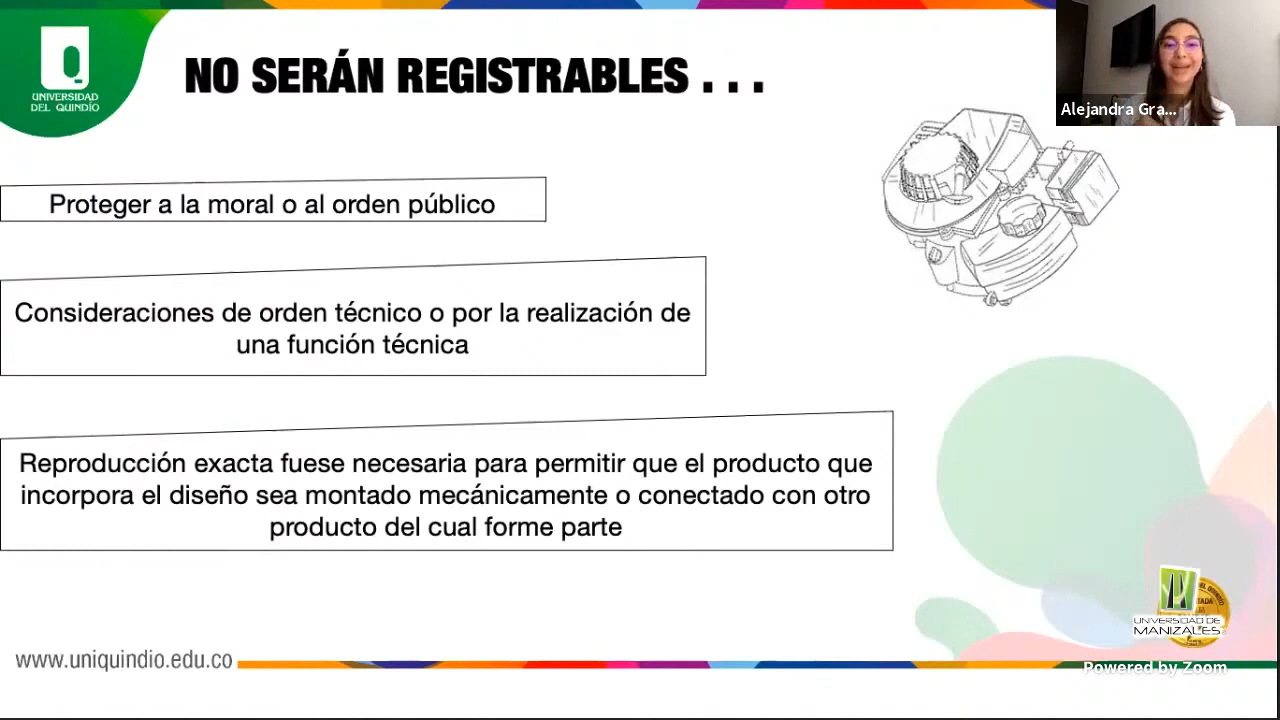 UNIVERSIDAD
DEL QUINDÍO
NO SERÁN REGISTRABLES . . .
Alejandra Gra...
Proteger a la moral o al orden público
Consideraciones de orden técnico o por la realización de
una función técnica
Reproducción exacta fuese necesaria para permitir que el producto que
incorpora el diseño sea montado mecánicamente o conectado con otro
producto del cual forme parte
UNIVERSIDAD DE
MANIZALES
www.uniquindio.edu.co
Powered by Zoom